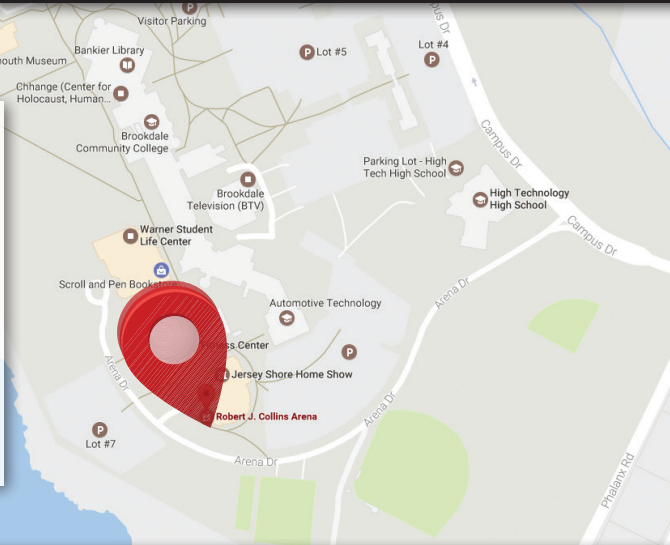 Visitor Parking
Bankier Library
outh Museum
Chhange (Center for
Holocaust, Human...
Brookdale
Community College
Lot #5
Lot #4
pus Dr
Campus Dr
Parking Lot - High
Tech High School
High Technology
High School
Campus Dr
Brookdale
Television (BTV)
Warner Student
Life Center
Scroll and Pen Bookstore
Arena Dr
Automotive Technology
ness Center
Jersey Shore Home Show
Arena Dr
Robert J. Collins Arena
Arena Dr
Lot #7
Arena Dr
Phalanx Rd